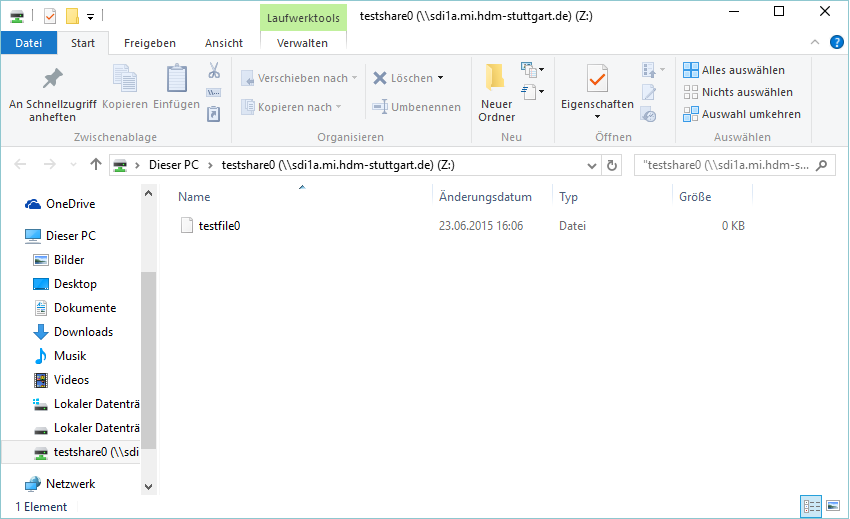 Laufwerktools
testshare0 (\\sdi1a.mi.hdm-stuttgart.de) (Z:)
Datei
Start
Freigeben
Ansicht
Verwalten
An Schnellzugriff
anheften
Kopieren
Einfügen
Zwischenablage
Verschieben nach
Kopieren nach
Löschen
Umbenennen
Organisieren
Neuer
Ordner
Neu
Eigenschaften
Öffnen
Alles auswählen
Nichts auswählen
Auswahl umkehren
Auswählen
Dieser PC
testshare0 (\\sdi1a.mi.hdm-stuttgart.de) (Z:)
"testshare0 (\\sdi1a.mi.hdm-s...
OneDrive
Dieser PC
Bilder
Desktop
Dokumente
Downloads
Musik
Videos
Lokaler Datenträ
Lokaler Datenträ
testshare0 (\\sdi
Netzwerk
Name
Änderungsdatum
Typ
Größe
testfile0
23.06.2015 16:06
Datei
0 KB
1 Element